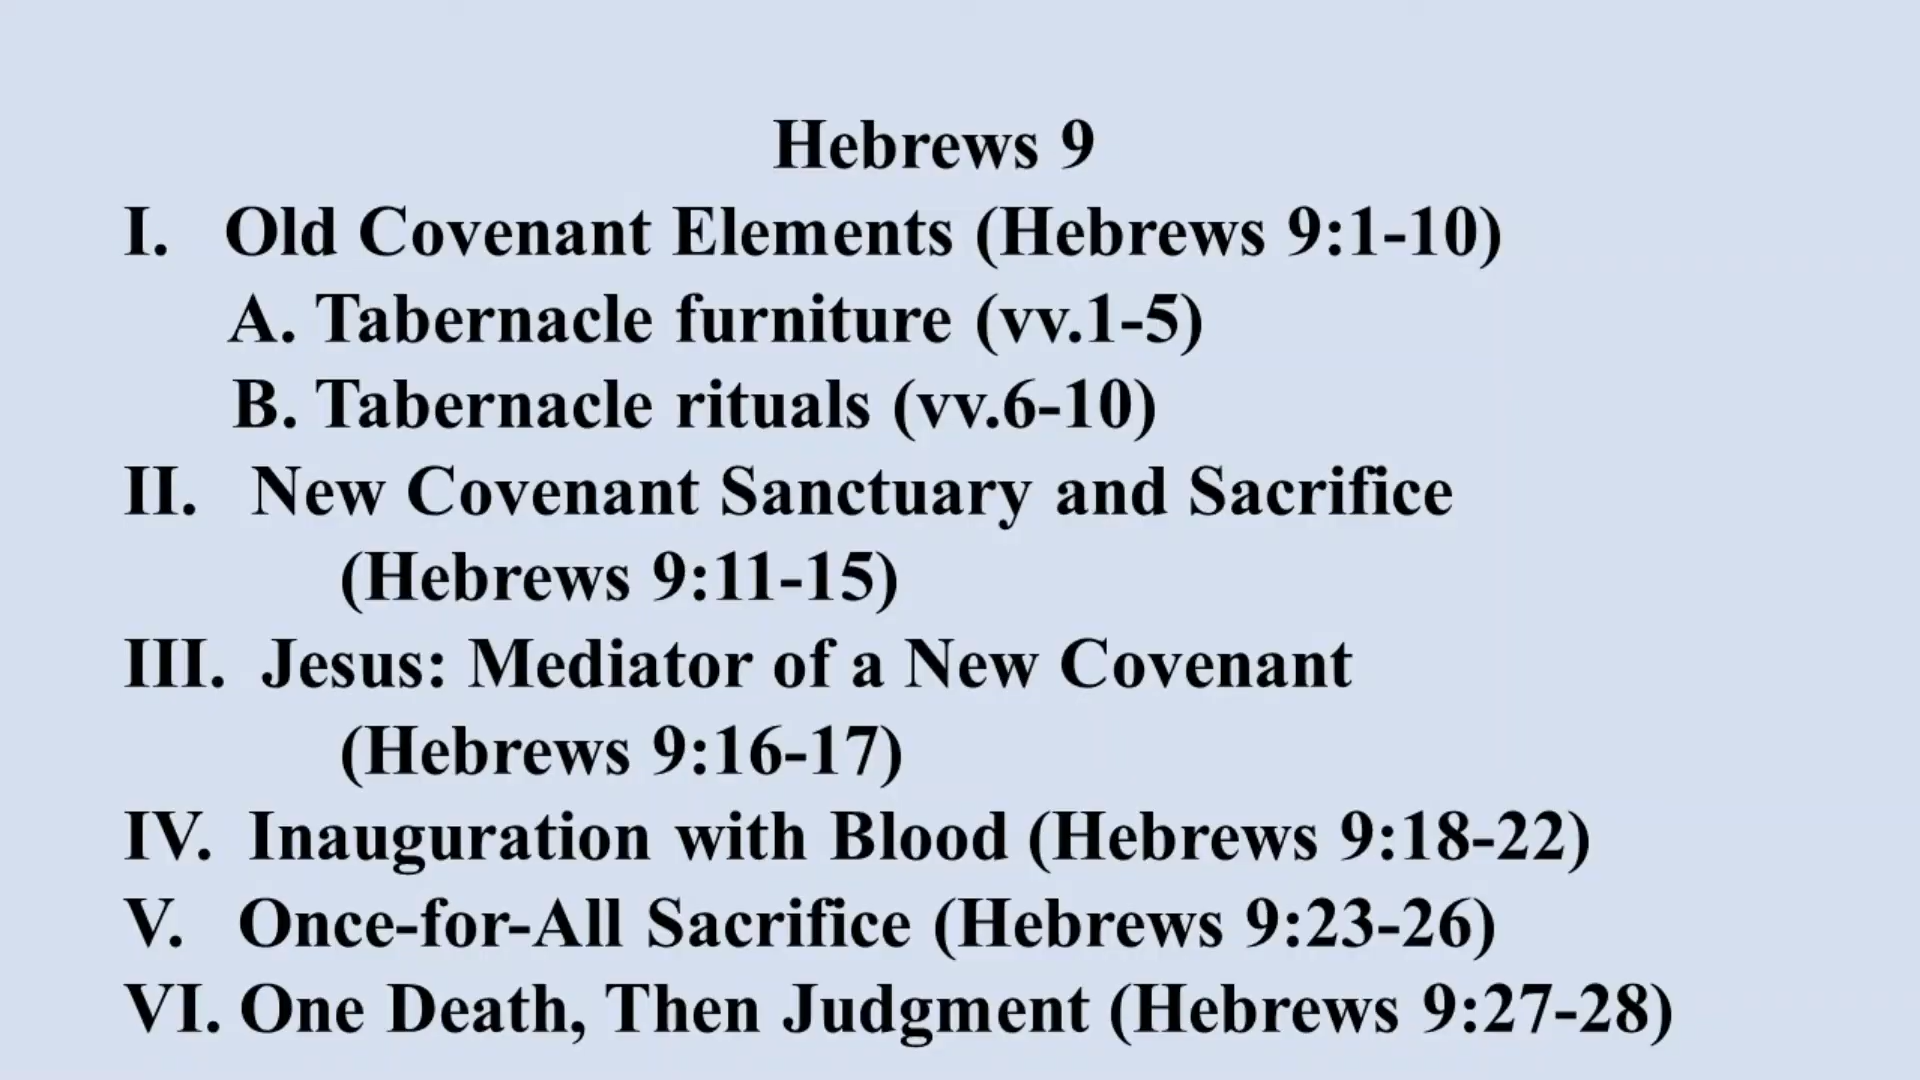 Hebrews 9
I. Old Covenant Elements (Hebrews 9:1-10)
A. Tabernacle furniture (vv.1-5)
B. Tabernacle rituals (vv.6-10)
II. New Covenant Sanctuary and Sacrifice
(Hebrews 9:11-15)
III. Jesus: Mediator of a New Covenant
(Hebrews 9:16-17)
IV. Inauguration with Blood (Hebrews 9:18-22)
V. Once-for-All Sacrifice (Hebrews 9:23-26)
VI. One Death, Then Judgment (Hebrews 9:27-28)